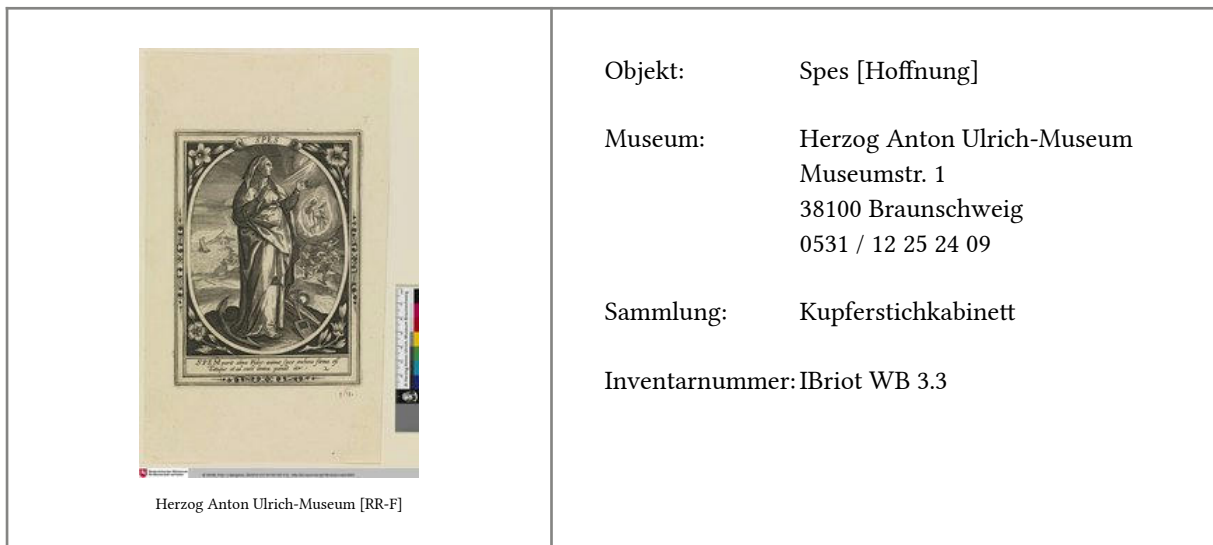 SPES
Herzog Anton Ulrich-Museum [RR-F]
Objekt: Spes [Hoffnung]
Museum: Herzog Anton Ulrich-Museum
Museumstr. 1
38100 Braunschweig
0531 / 12 25 24 09
Sammlung: Kupferstichkabinett
Inventarnummer: IBriot WB 3.3